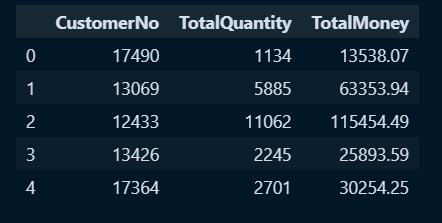 CustomerNo TotalQuantity TotalMoney
0 17490 1134 13538.07
1 13069 5885 63353.94
2 12433 11062 115454.49
3 13426 2245 25893.59
4 17364 2701 30254.25